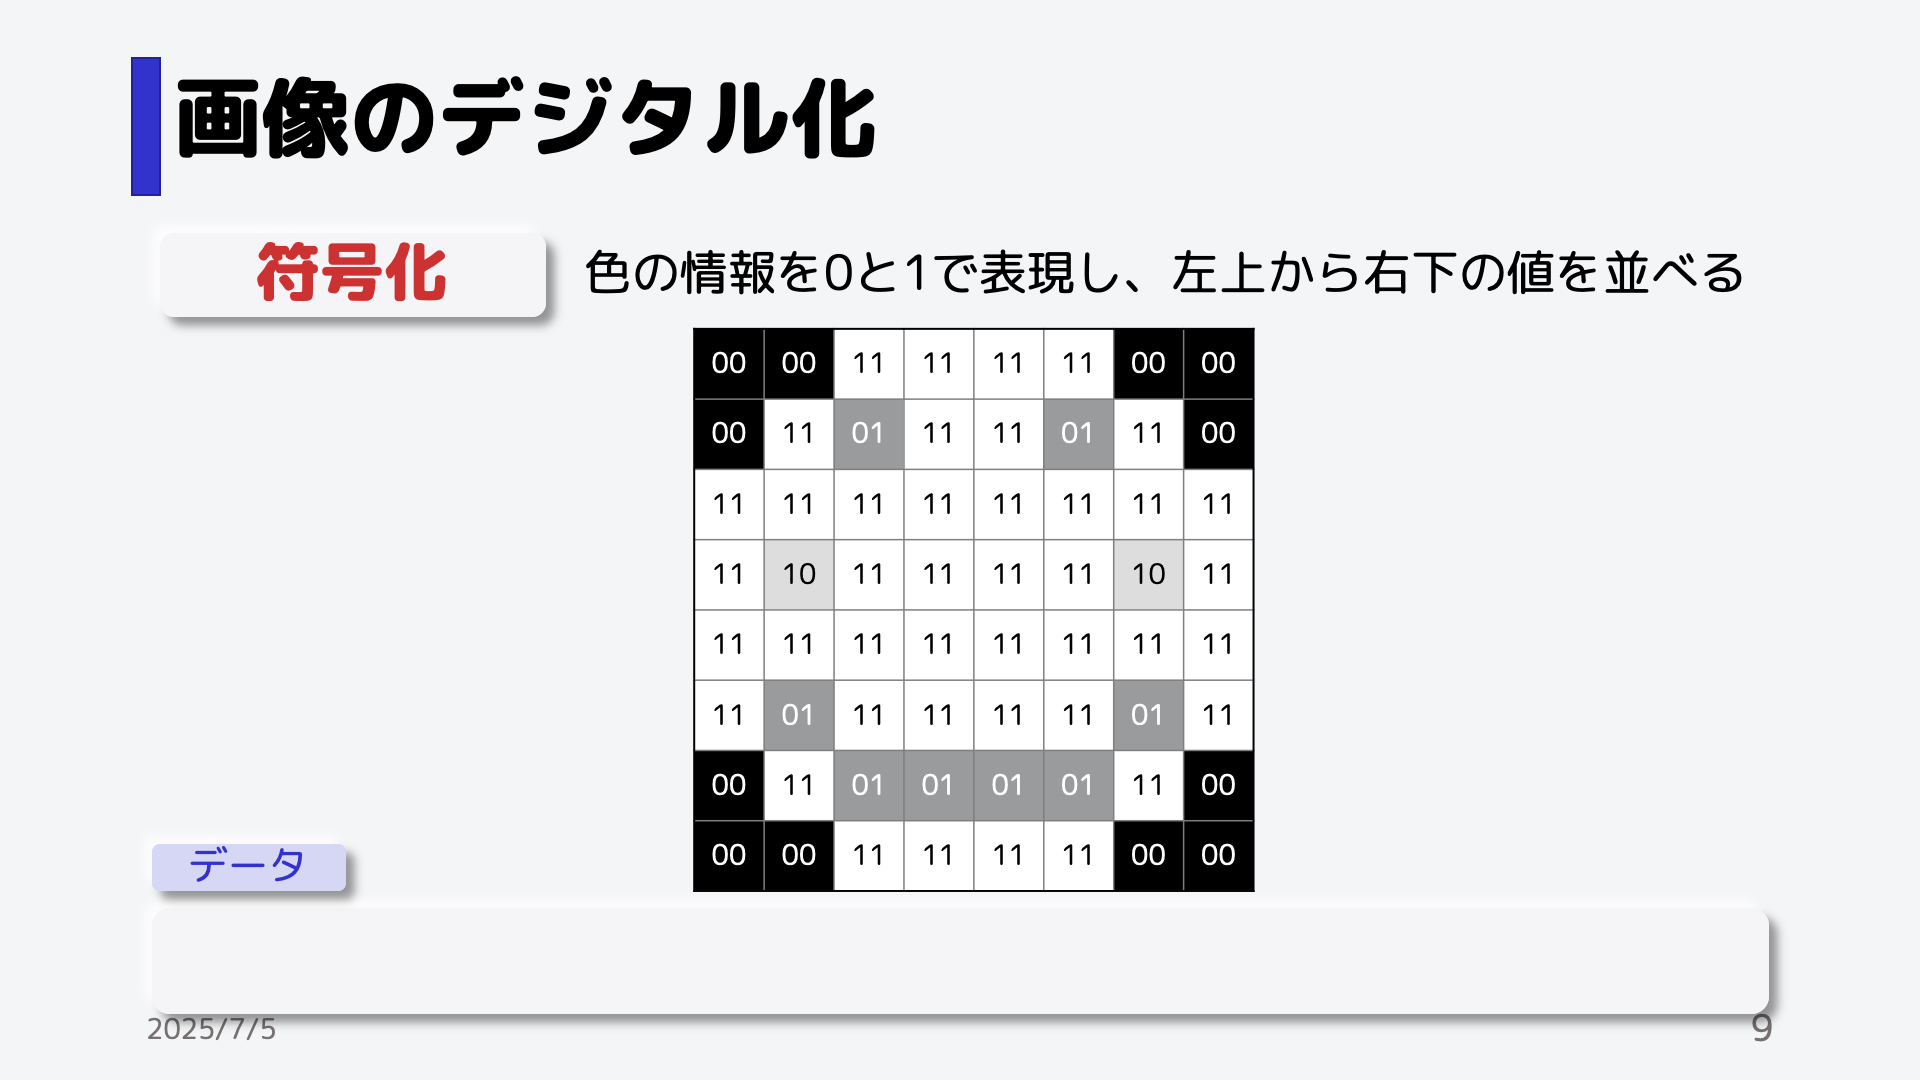 画像のデジタル化
符号化
色の情報を0と1で表現し、左上から右下の値を並べる
00 00 11 11 11 11 00 00
00 11 01 11 11 01 11 00
11 11 11 11 11 11 11 11
11 10 11 11 11 11 10 11
11 11 11 11 11 11 11 11
11 01 11 11 11 11 01 11
00 11 01 01 01 01 11 00
00 00 11 11 11 11 00 00
データ
2025/7/5
9